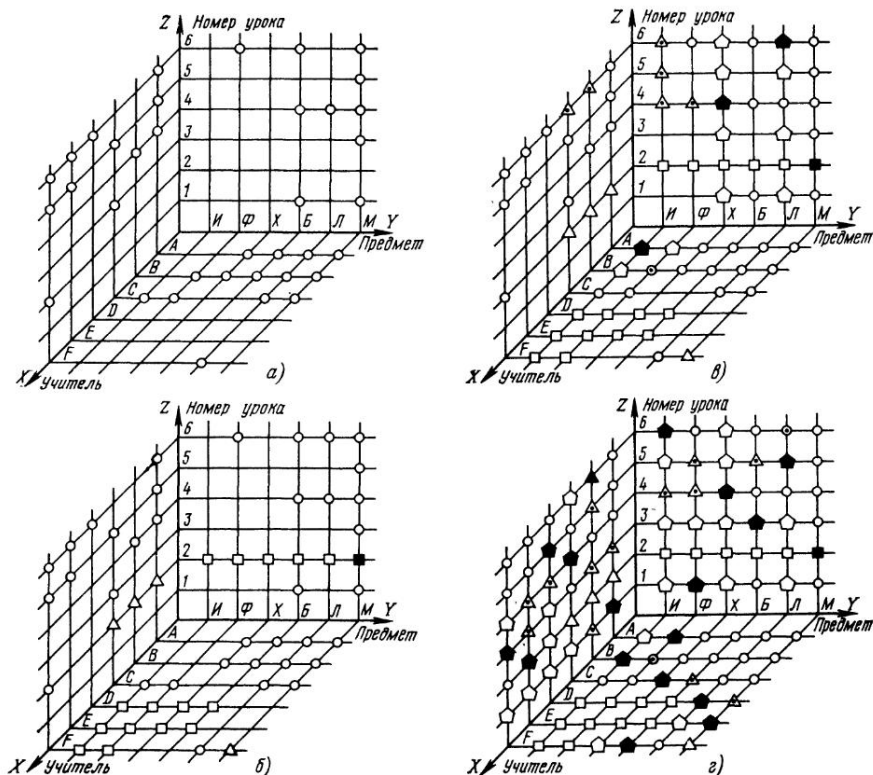 Z Номер урока
6
5
4
3
2
1
И Ф Х Б Л М Y
Предмет
A
B
C
D
E
F
X Учитель
а)
Z Номер урока
6
5
4
3
2
1
И Ф Х Б Л М Y
Предмет
A
B
C
D
E
F
X Учитель
в)
Z Номер урока
6
5
4
3
2
1
И Ф Х Б Л М Y
Предмет
A
B
C
D
E
F
X Учитель
б)
Z Номер урока
6
5
4
3
2
1
И Ф Х Б Л М Y
Предмет
A
B
C
D
E
F
X Учитель
г)